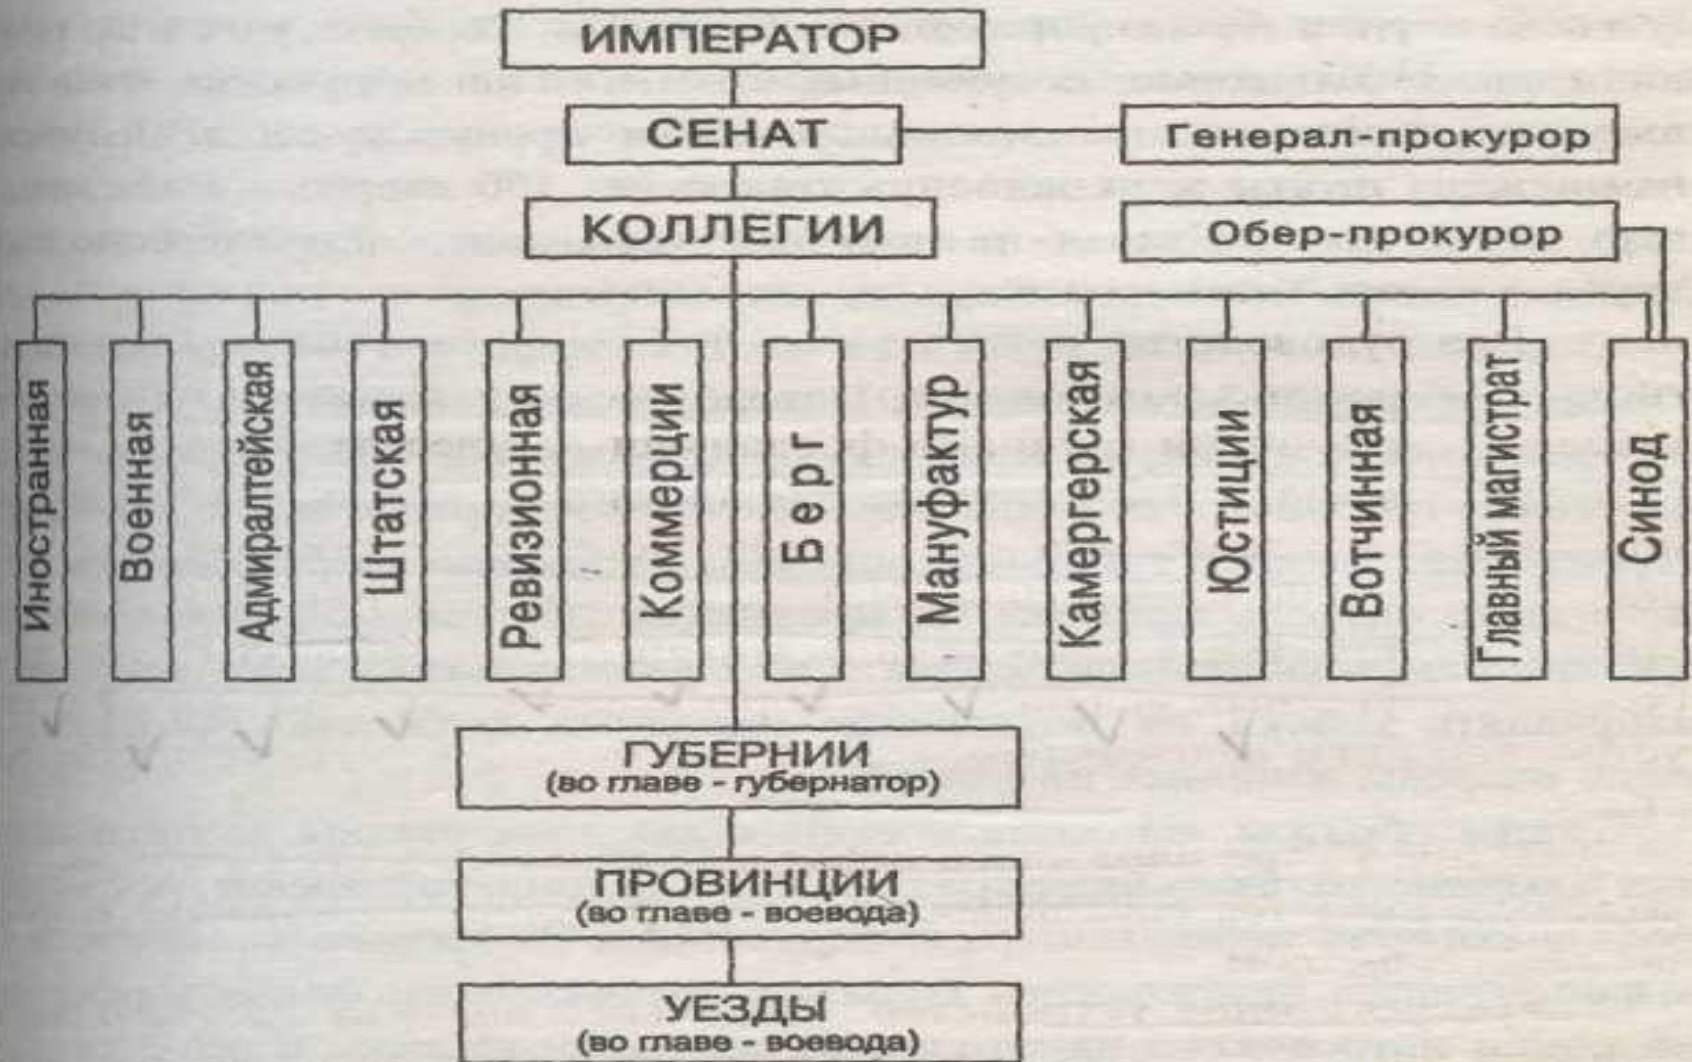 ИМПЕРАТОР
СЕНАТ
Генерал-прокурор
КОЛЛЕГИИ
Обер-прокурор
Иностранная
Военная
Адмиралтейская
Штатская
Ревизионная
Коммерции
Берг
Мануфактур
Камергерская
Юстиции
Вотчинная
Главный магистрат
Синод
ГУБЕРНИИ
(во главе - губернатор)
ПРОВИНЦИИ
(во главе - воевода)
УЕЗДЫ
(во главе - воевода)